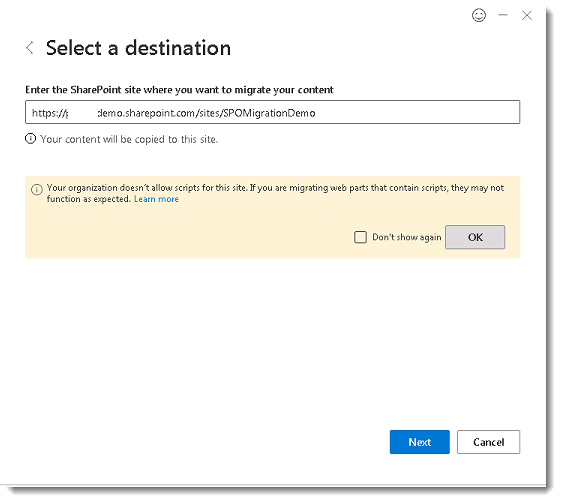 Select a destination
Enter the SharePoint site where you want to migrate your content
https:// demo.sharepoint.com/sites/SPOMigrationDemo
Your content will be copied to this site.
Your organization doesn't allow scripts for this site. If you are migrating web parts that contain scripts, they may not
function as expected. Learn more
Don't show again
OK
Next
Cancel